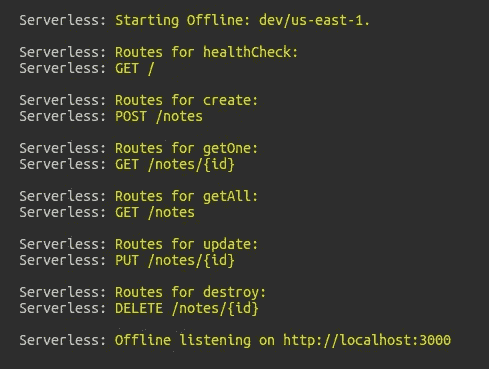 Serverless: Starting Offline: dev/us-east-1.
Serverless: Routes for healthCheck:
Serverless: GET /
Serverless: Routes for create:
Serverless: POST /notes
Serverless: Routes for getOne:
Serverless: GET /notes/{id}
Serverless: Routes for getAll:
Serverless: GET /notes
Serverless: Routes for update:
Serverless: PUT /notes/{id}
Serverless: Routes for destroy:
Serverless: DELETE /notes/{id}
Serverless: Offline listening on http://localhost:3000